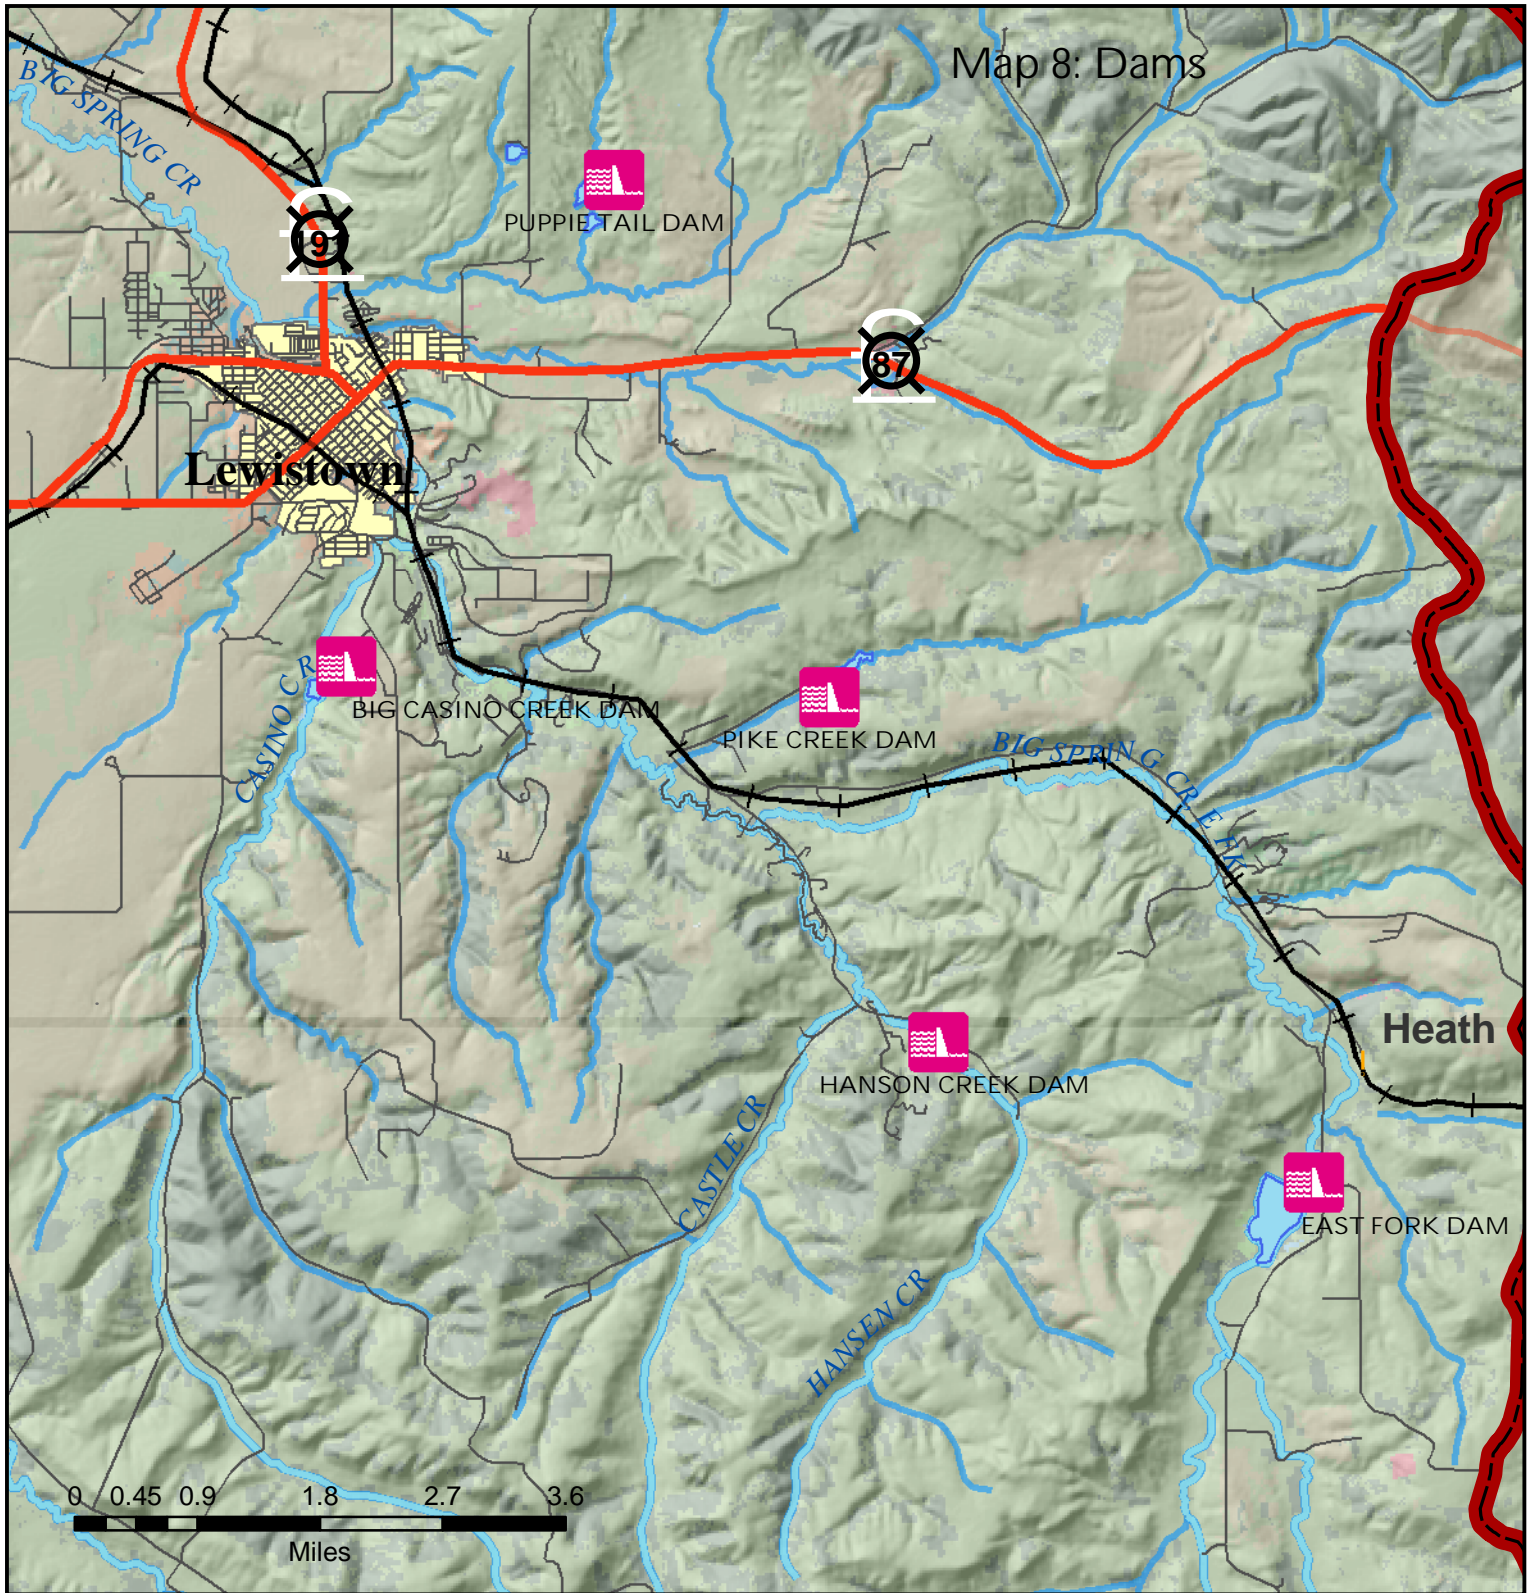 Map 8: Dams
BIG SPRING CR
PUPPIE TAIL DAM
19
87
Lewistown
CASINO CR
BIG CASINO CREEK DAM
PIKE CREEK DAM
BIG SPRING CR, E FK
Heath
HANSON CREEK DAM
CASTLE CR
EAST FORK DAM
HANSEN CR
0 0.45 0.9 1.8 2.7 3.6
Miles